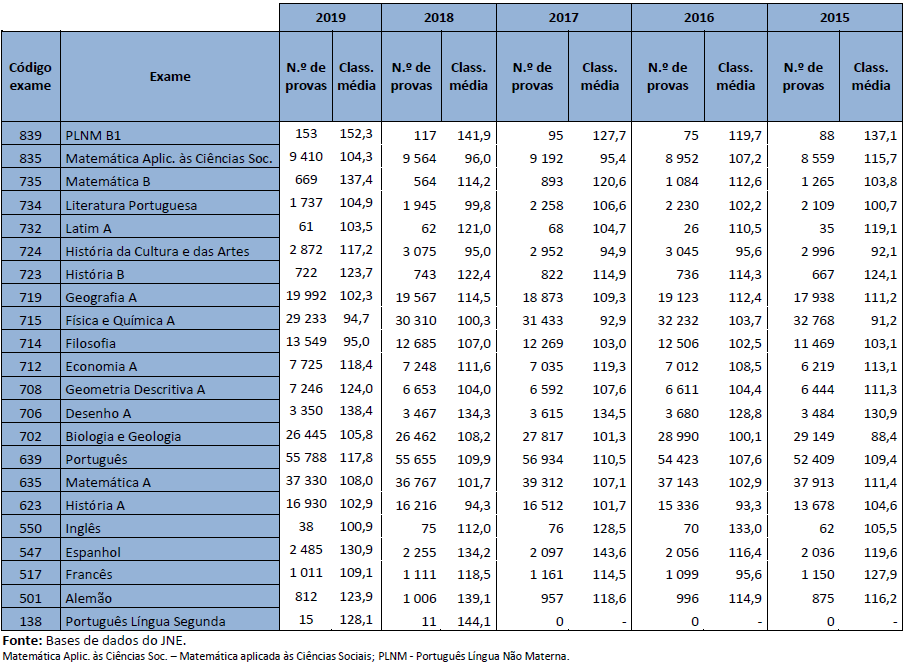 2019 2018 2017 2016 2015
Código exame Exame N.º de provas Class. média N.º de provas Class. média N.º de provas Class. média N.º de provas Class. média N.º de provas Class. média
839 PLNM B1 153 152,3 117 141,9 95 127,7 75 119,7 88 137,1
835 Matemática Aplic. às Ciências Soc. 9 410 104,3 9 564 96,0 9 192 95,4 8 952 107,2 8 559 115,7
735 Matemática B 669 137,4 564 114,2 893 120,6 1 084 112,6 1 265 103,8
734 Literatura Portuguesa 1 737 104,9 1 945 99,8 2 258 106,6 2 230 102,2 2 109 100,7
732 Latim A 61 103,5 62 121,0 68 104,7 26 110,5 35 119,1
724 História da Cultura e das Artes 2 872 117,2 3 075 95,0 2 952 94,9 3 045 95,6 2 996 92,1
723 História B 722 123,7 743 122,4 822 114,9 736 114,3 667 124,1
719 Geografia A 19 992 102,3 19 567 114,5 18 873 109,3 19 123 112,4 17 938 111,2
715 Física e Química A 29 233 94,7 30 310 100,3 31 433 92,9 32 232 103,7 32 768 91,2
714 Filosofia 13 549 95,0 12 685 107,0 12 269 103,0 12 506 102,5 11 469 103,1
712 Economia A 7 725 118,4 7 248 111,6 7 035 119,3 7 012 108,5 6 219 113,1
708 Geometria Descritiva A 7 246 124,0 6 653 104,0 6 592 107,6 6 611 104,4 6 444 111,3
706 Desenho A 3 350 138,4 3 467 134,3 3 615 134,5 3 680 128,8 3 484 130,9
702 Biologia e Geologia 26 445 105,8 26 462 108,2 27 817 101,3 28 990 100,1 29 149 88,4
639 Português 55 788 117,8 55 655 109,9 56 934 110,5 54 423 107,6 52 409 109,4
635 Matemática A 37 330 108,0 36 767 101,7 39 312 107,1 37 143 102,9 37 913 111,4
623 História A 16 930 102,9 16 216 94,3 16 512 101,7 15 336 93,3 13 678 104,6
550 Inglês 38 100,9 75 112,0 76 128,5 70 133,0 62 105,5
547 Espanhol 2 485 130,9 2 255 134,2 2 097 143,6 2 056 116,4 2 036 119,6
517 Francês 1 011 109,1 1 111 118,5 1 161 114,5 1 099 95,6 1 150 127,9
501 Alemão 812 123,9 1 006 139,1 957 118,6 996 114,9 875 116,2
138 Português Língua Segunda 15 128,1 11 144,1 0 - 0 - 0 -
Fonte: Bases de dados do JNE.
Matemática Aplic. às Ciências Soc. – Matemática aplicada às Ciências Sociais; PLNM - Português Língua Não Materna.